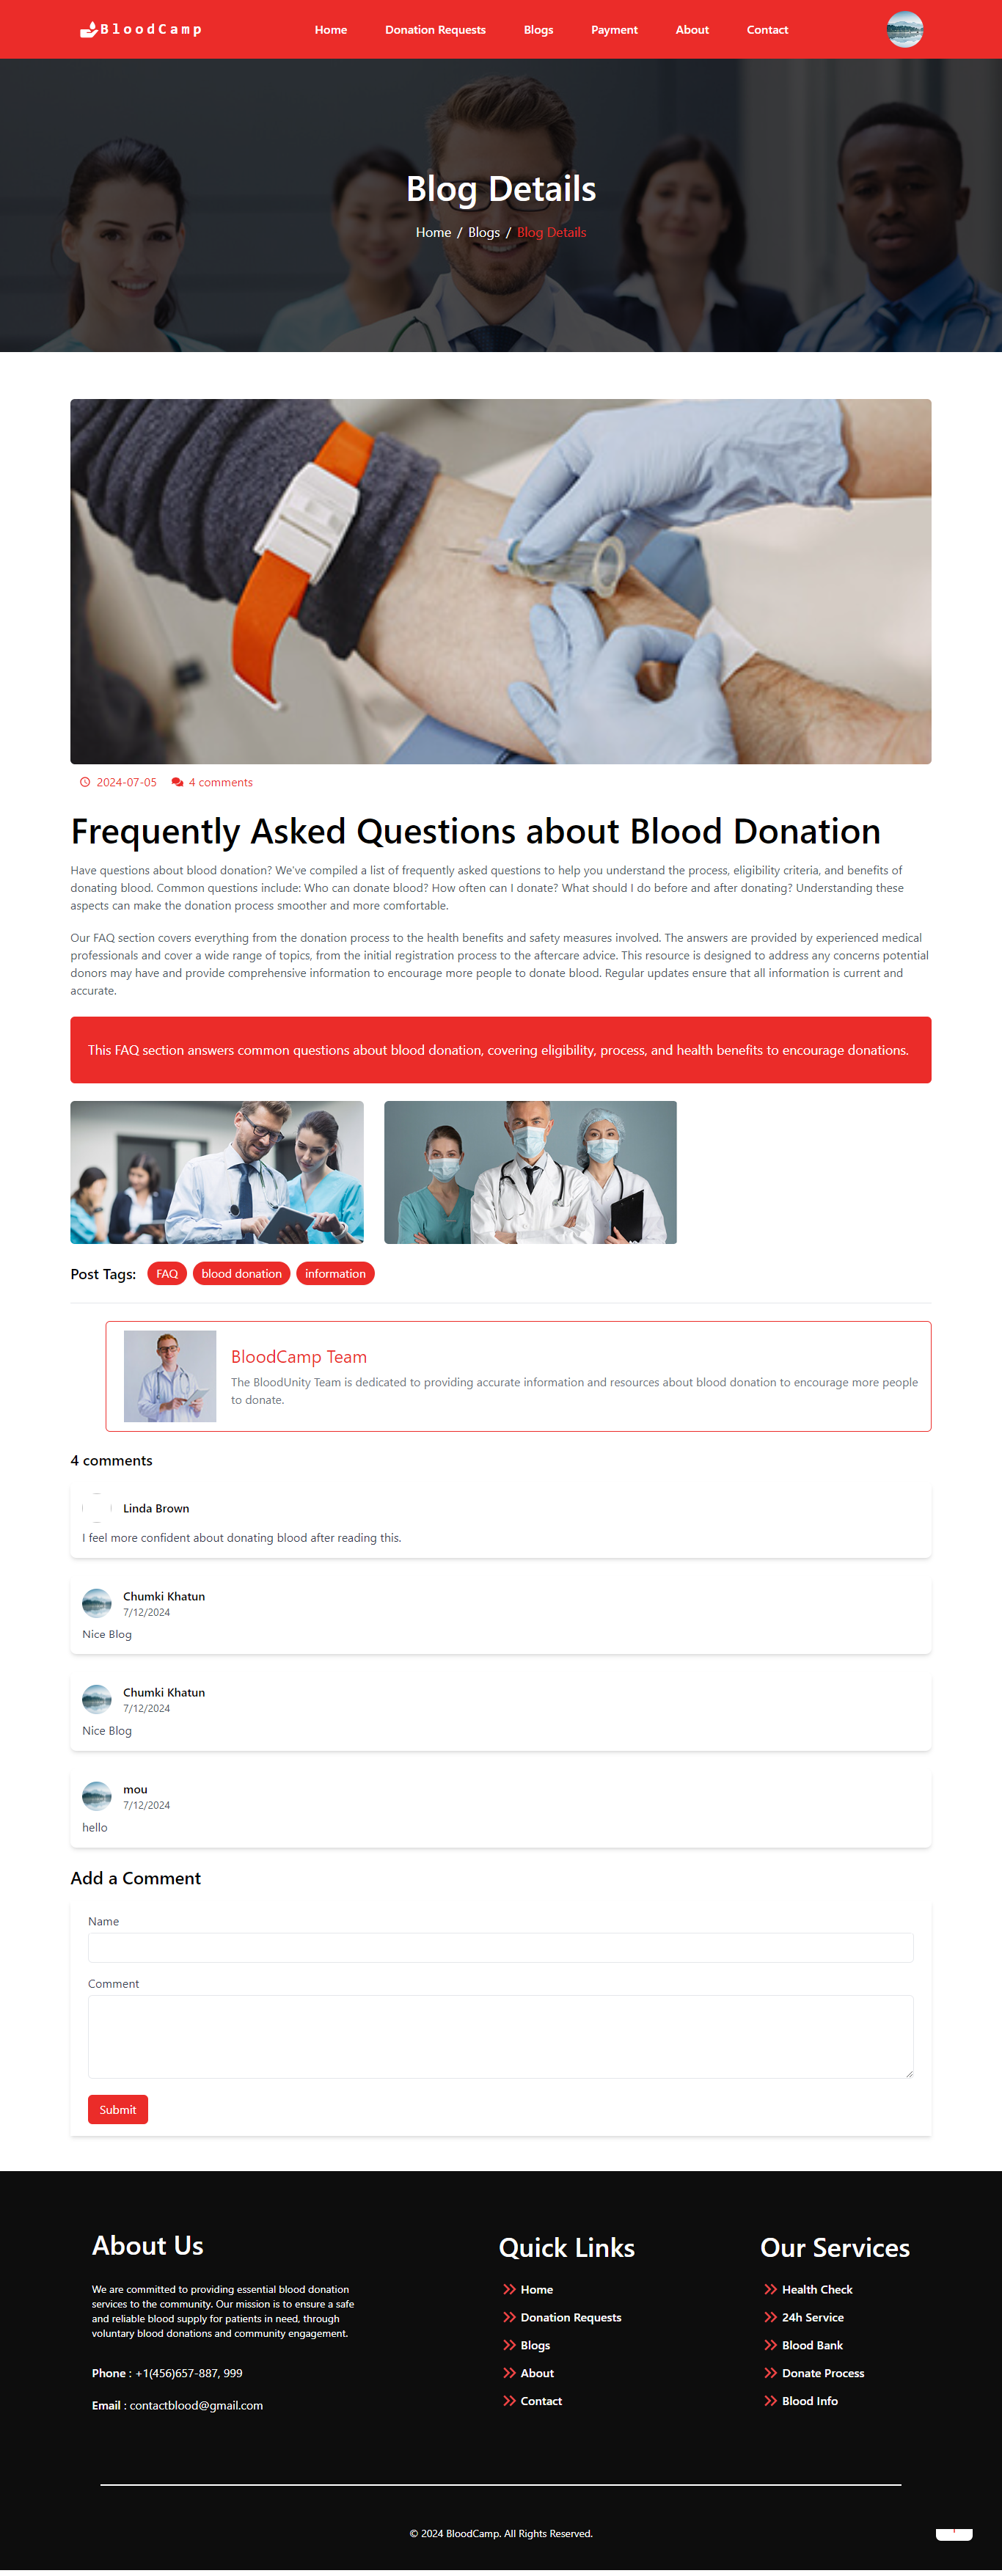 BloodCamp
Home Donation Requests Blogs Payment About Contact
Blog Details
Home / Blogs / Blog Details
2024-07-05 4 comments
Frequently Asked Questions about Blood Donation
Have questions about blood donation? We've compiled a list of frequently asked questions to help you understand the process, eligibility criteria, and benefits of
donating blood. Common questions include: Who can donate blood? How often can I donate? What should I do before and after donating? Understanding these
aspects can make the donation process smoother and more comfortable.
Our FAQ section covers everything from the donation process to the health benefits and safety measures involved. The answers are provided by experienced medical
professionals and cover a wide range of topics, from the initial registration process to the aftercare advice. This resource is designed to address any concerns potential
donors may have and provide comprehensive information to encourage more people to donate blood. Regular updates ensure that all information is current and
accurate.
This FAQ section answers common questions about blood donation, covering eligibility, process, and health benefits to encourage donations.
Post Tags: FAQ blood donation information
BloodCamp Team
The BloodUnity Team is dedicated to providing accurate information and resources about blood donation to encourage more people
to donate.
4 comments
Linda Brown
I feel more confident about donating blood after reading this.
Chumki Khatun
7/12/2024
Nice Blog
Chumki Khatun
7/12/2024
Nice Blog
mou
7/12/2024
hello
Add a Comment
Name
Comment
Submit
About Us
We are committed to providing essential blood donation
services to the community. Our mission is to ensure a safe
and reliable blood supply for patients in need, through
voluntary blood donations and community engagement.
Phone : +1(456)657-887, 999
Email : contactblood@gmail.com
Quick Links
Home
Donation Requests
Blogs
About
Contact
Our Services
Health Check
24h Service
Blood Bank
Donate Process
Blood Info
© 2024 BloodCamp. All Rights Reserved.